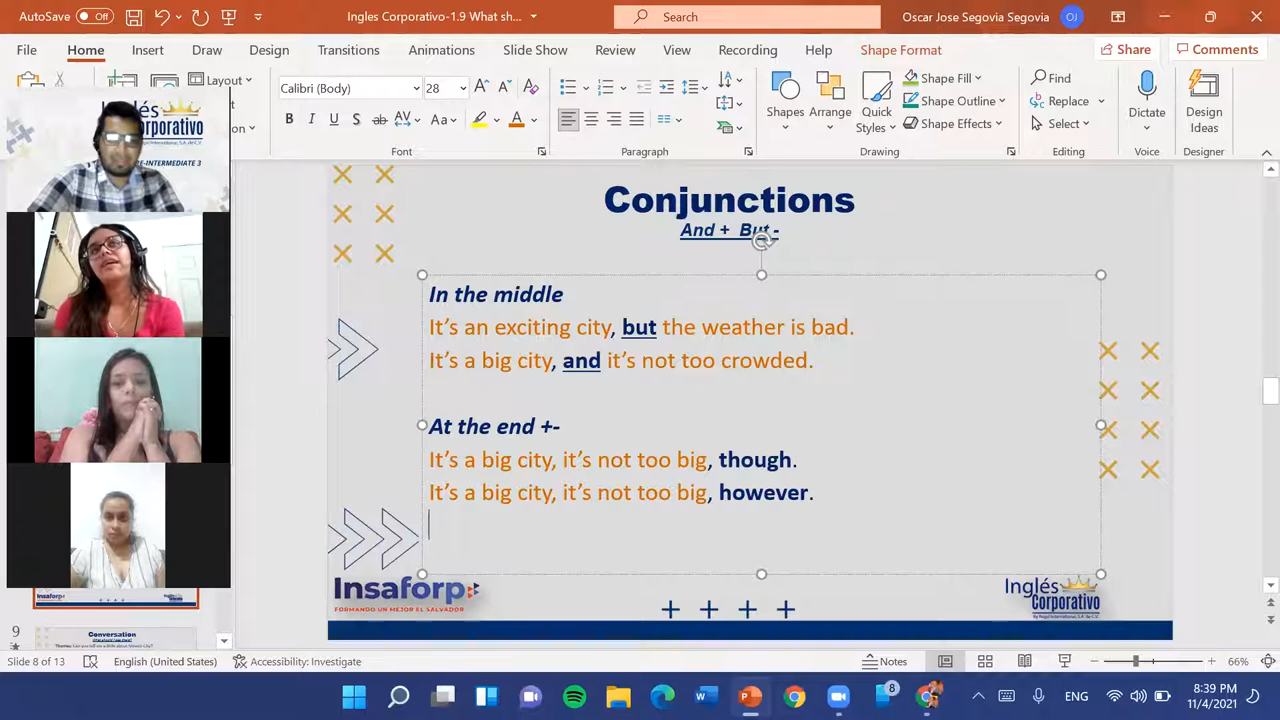 AutoSave Off Ingles Corporativo-1.9 What sh... Search Oscar Jose Segovia Segovia OJ
File Home Insert Draw Design Transitions Animations Slide Show Review View Recording Help Shape Format Share Comments
Layout Calibri (Body) 28 Shapes Arrange Quick Styles Shape Fill Shape Outline Shape Effects Find Replace Select Dictate Design Ideas
Font Paragraph Drawing Editing Voice Designer
Conjunctions
And + But -
In the middle
It's an exciting city, but the weather is bad.
It's a big city, and it's not too crowded.
At the end +-
It's a big city, it's not too big, though.
It's a big city, it's not too big, however.
Insaforp
FORMANDO UN MEJOR EL SALVADOR
Inglés
Corporativo
9
Conversation
Slide 8 of 13 English (United States) Accessibility: Investigate Notes 66%
8 ENG 8:39 PM
11/4/2021